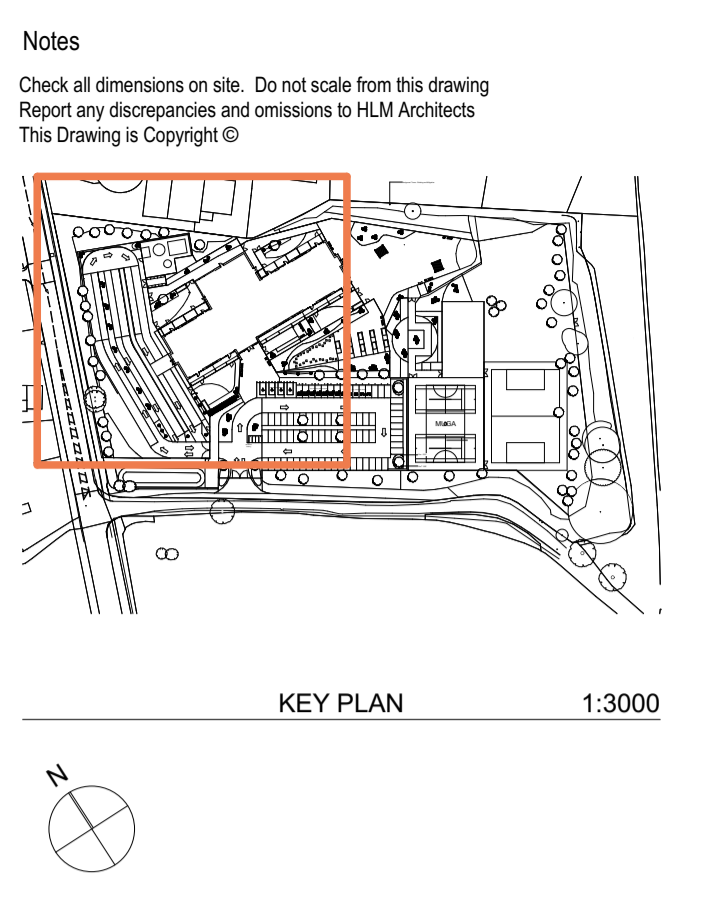 Notes
Check all dimensions on site. Do not scale from this drawing
Report any discrepancies and omissions to HLM Architects
This Drawing is Copyright ©
MUGA
KEY PLAN 1:3000
N